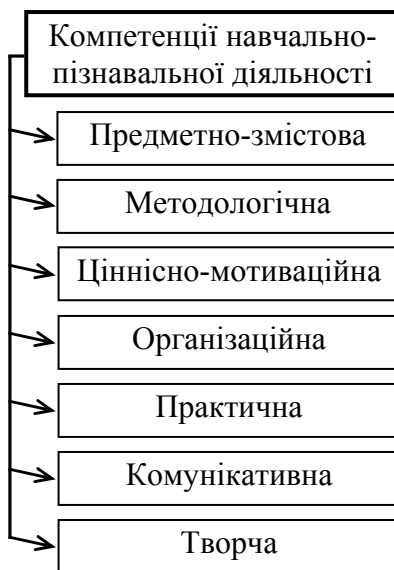 Компетенції навчально-
пізнавальної діяльності
Предметно-змістова
Методологічна
Ціннісно-мотиваційна
Організаційна
Практична
Комунікативна
Творча